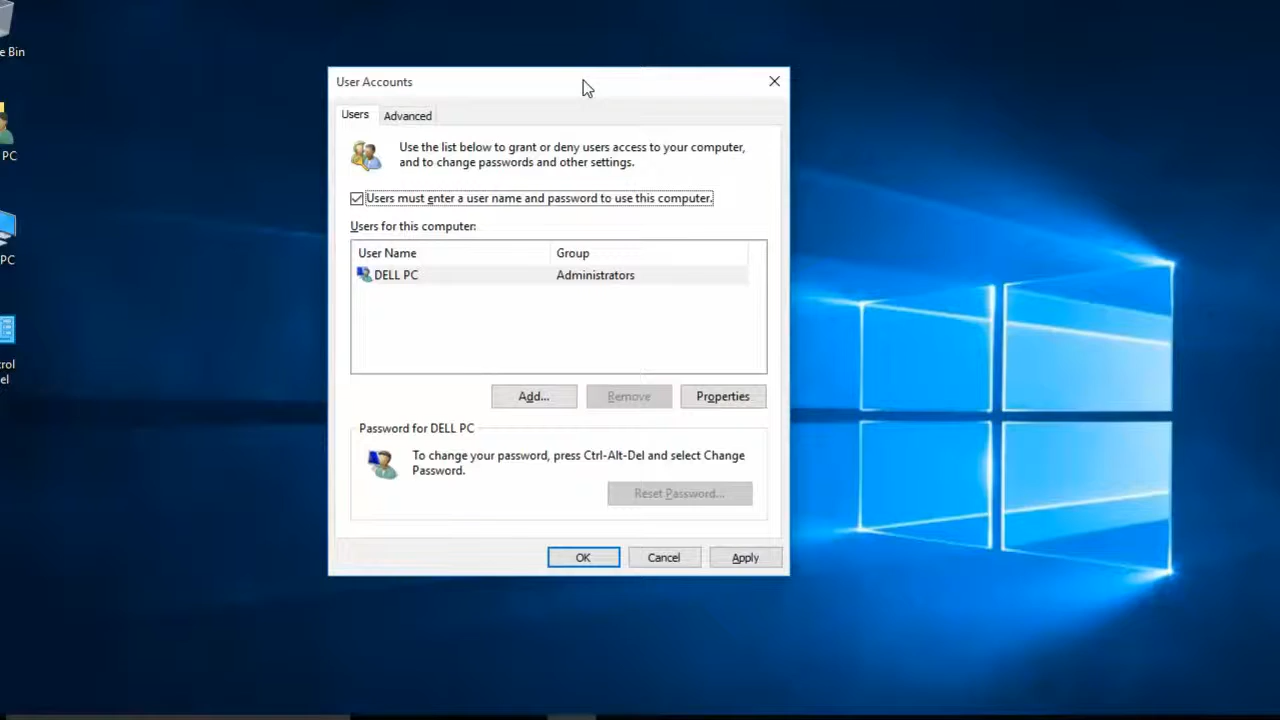 e Bin
PC
PC
rol
el
User Accounts
Users
Advanced
Use the list below to grant or deny users access to your computer,
and to change passwords and other settings.
Users must enter a user name and password to use this computer.
Users for this computer:
User Name Group
DELL PC Administrators
Add... Remove Properties
Password for DELL PC
To change your password, press Ctrl-Alt-Del and select Change
Password.
Reset Password...
OK Cancel Apply